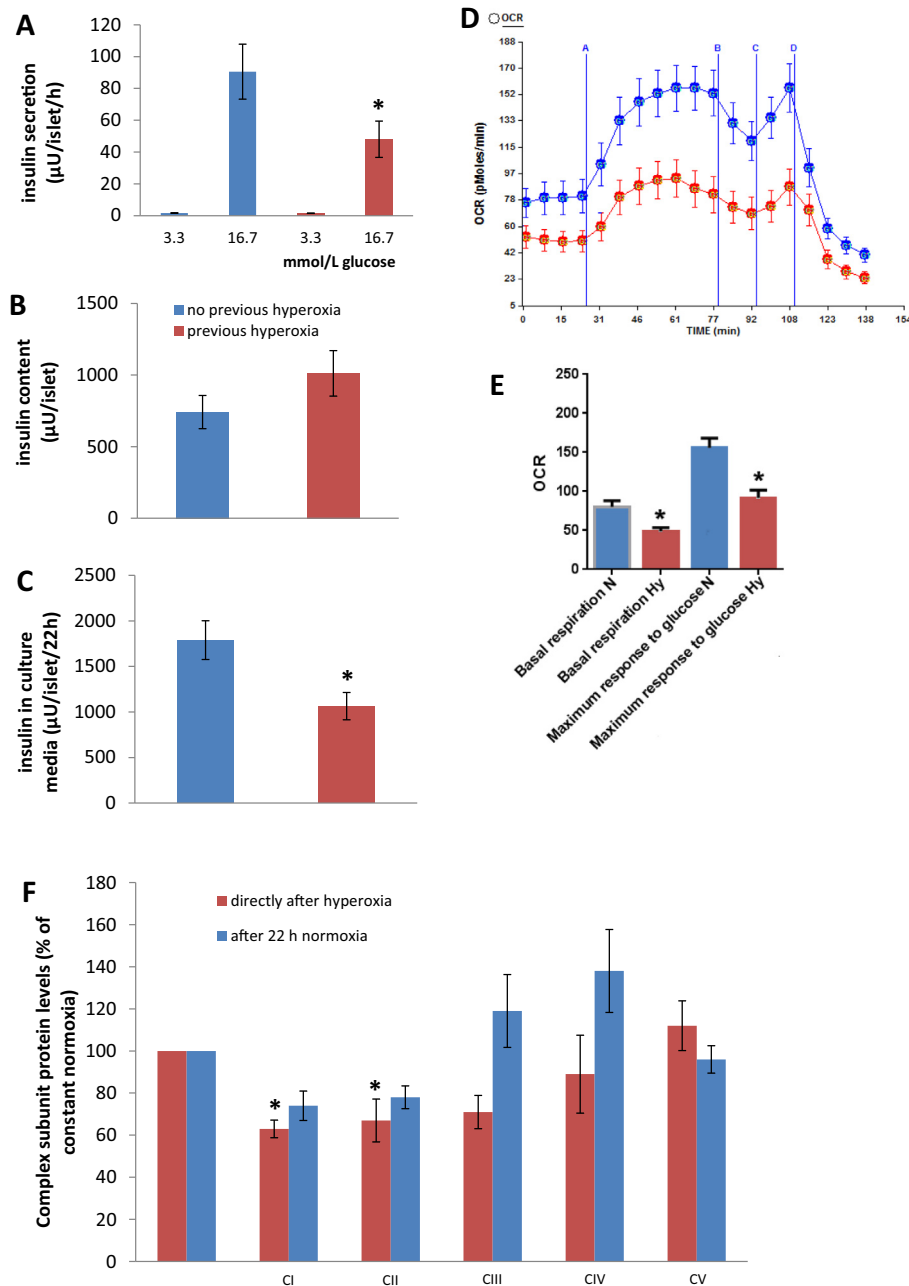 A
insulin secretion
(µU/islet/h)
120
100
80
60
40
20
0
*
3.3
16.7
3.3
16.7
mmol/L glucose
B
insulin content
(µU/islet)
1500
1000
500
0
no previous hyperoxia
previous hyperoxia
C
insulin in culture
media (µU/islet/22h)
2500
2000
1500
1000
500
0
*
D
OCR
OCR (pMoles/min)
188
170
152
133
115
97
78
60
42
23
5
A
B
C
D
0
15
31
46
61
77
92
108
123
138
154
TIME (min)
E
OCR
250
200
150
100
50
0
*
*
Basal respiration N
Basal respiration Hy
Maximum response to glucose N
Maximum response to glucose Hy
F
Complex subunit protein levels (% of
constant normoxia)
180
160
140
120
100
80
60
40
20
0
directly after hyperoxia
after 22 h normoxia
*
*
CI
CII
CIII
CIV
CV